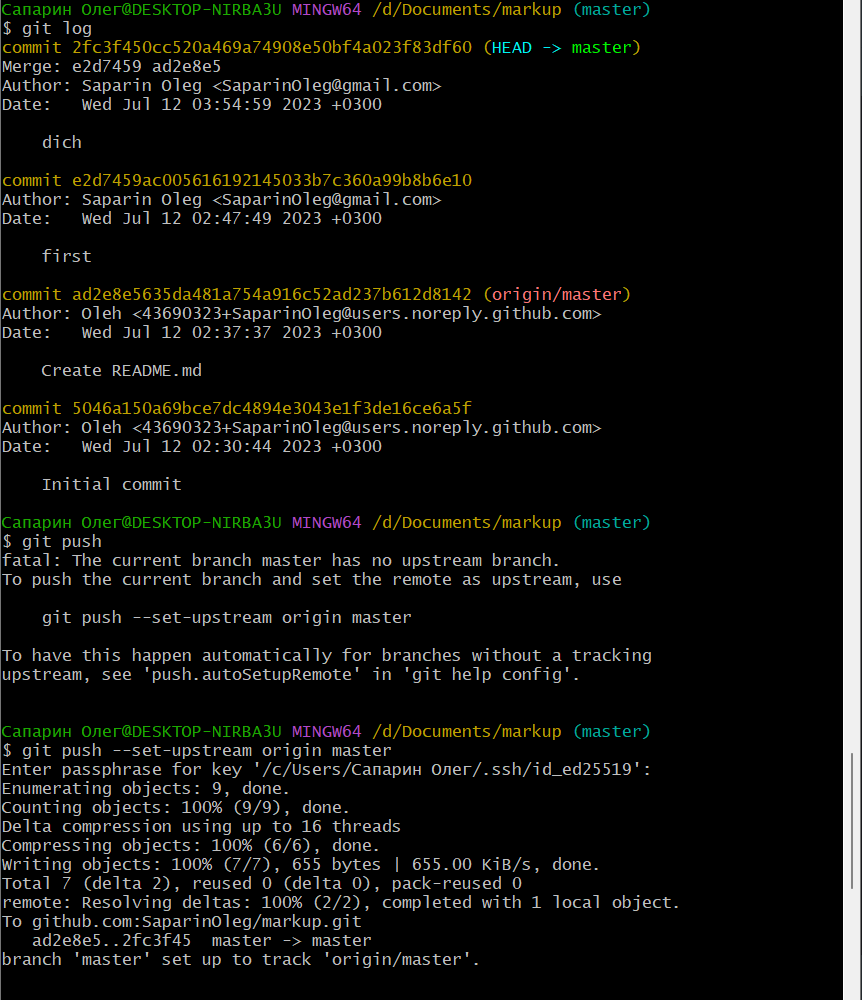 Сапарин Олег@DESKTOP-NIRBA3U MINGW64 /d/Documents/markup (master)
$ git log
commit 2fc3f450cc520a469a74908e50bf4a023f83df60 (HEAD -> master)
Merge: e2d7459 ad2e8e5
Author: Saparin Oleg <SaparinOleg@gmail.com>
Date:   Wed Jul 12 03:54:59 2023 +0300
    dich
commit e2d7459ac005616192145033b7c360a99b8b6e10
Author: Saparin Oleg <SaparinOleg@gmail.com>
Date:   Wed Jul 12 02:47:49 2023 +0300
    first
commit ad2e8e5635da481a754a916c52ad237b612d8142 (origin/master)
Author: Oleh <43690323+SaparinOleg@users.noreply.github.com>
Date:   Wed Jul 12 02:37:37 2023 +0300
    Create README.md
commit 5046a150a69bce7dc4894e3043e1f3de16ce6a5f
Author: Oleh <43690323+SaparinOleg@users.noreply.github.com>
Date:   Wed Jul 12 02:30:44 2023 +0300
    Initial commit
Сапарин Олег@DESKTOP-NIRBA3U MINGW64 /d/Documents/markup (master)
$ git push
fatal: The current branch master has no upstream branch.
To push the current branch and set the remote as upstream, use
    git push --set-upstream origin master
To have this happen automatically for branches without a tracking
upstream, see 'push.autoSetupRemote' in 'git help config'.
Сапарин Олег@DESKTOP-NIRBA3U MINGW64 /d/Documents/markup (master)
$ git push --set-upstream origin master
Enter passphrase for key '/c/Users/Сапарин Олег/.ssh/id_ed25519':
Enumerating objects: 9, done.
Counting objects: 100% (9/9), done.
Delta compression using up to 16 threads
Compressing objects: 100% (6/6), done.
Writing objects: 100% (7/7), 655 bytes | 655.00 KiB/s, done.
Total 7 (delta 2), reused 0 (delta 0), pack-reused 0
remote: Resolving deltas: 100% (2/2), completed with 1 local object.
To github.com:SaparinOleg/markup.git
   ad2e8e5..2fc3f45  master -> master
branch 'master' set up to track 'origin/master'.